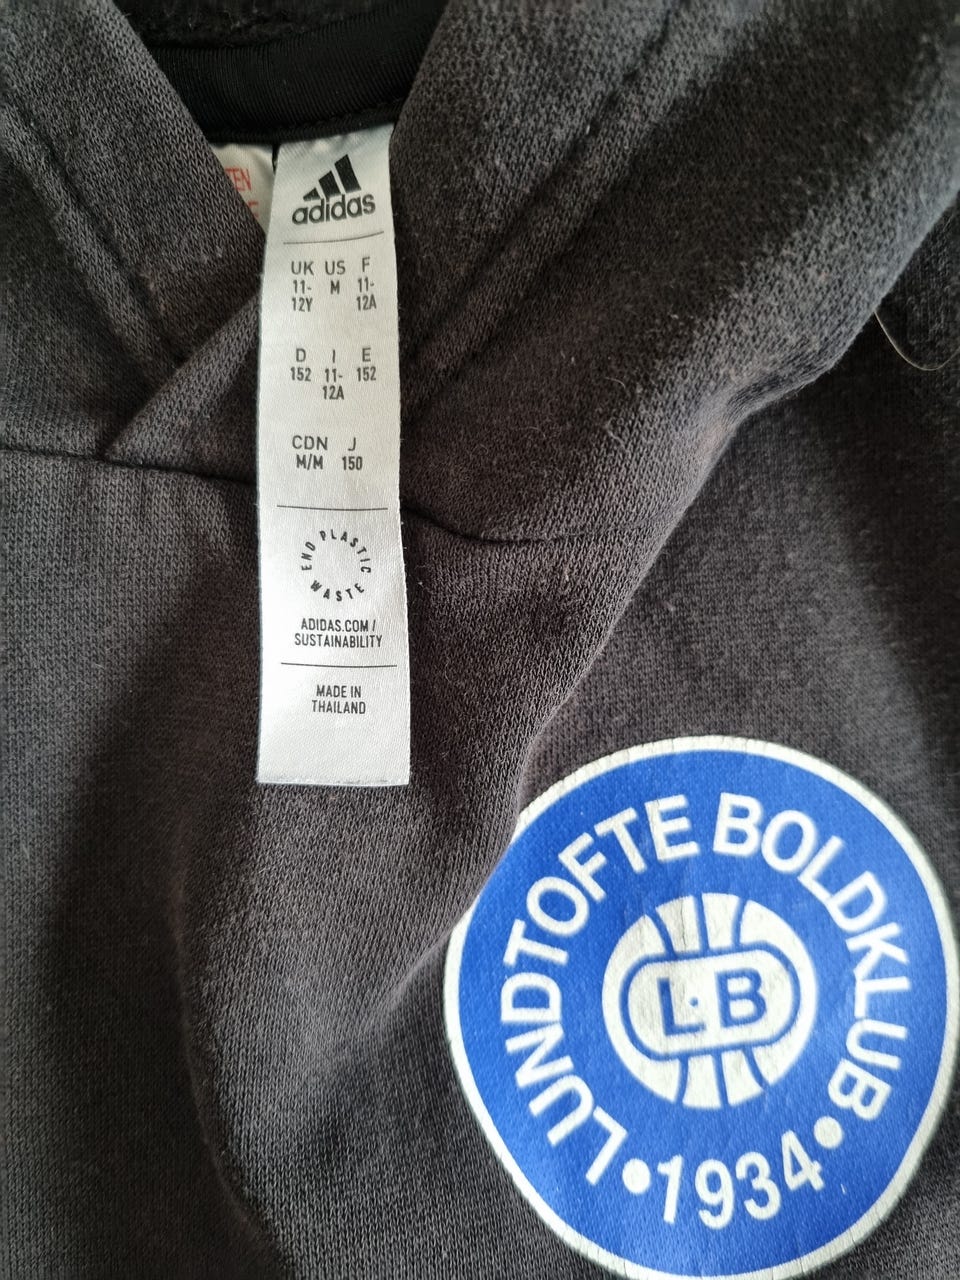 adidas
UK US F
11- M 11-
12Y 12A
D I E
152 11- 152
12A
CDN J
M/M 150
END PLASTIC WASTE
ADIDAS.COM /
SUSTAINABILITY
MADE IN
THAILAND
LUNDTOFTE BOLDKLUB
L·B
• 1934 •